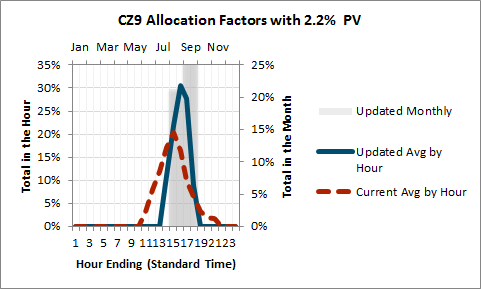 CZ9 Allocation Factors with 2.2% PV
Jan Mar May Jul Sep Nov
35% 25%
30%
25% 20%
20% 15%
15% 10%
10%
5% 5%
0% 0%
Total in the Hour
Total in the Month
1 3 5 7 9 11 13 15 17 19 21 23
Hour Ending (Standard Time)
Updated Monthly
Updated Avg by
Hour
Current Avg by Hour